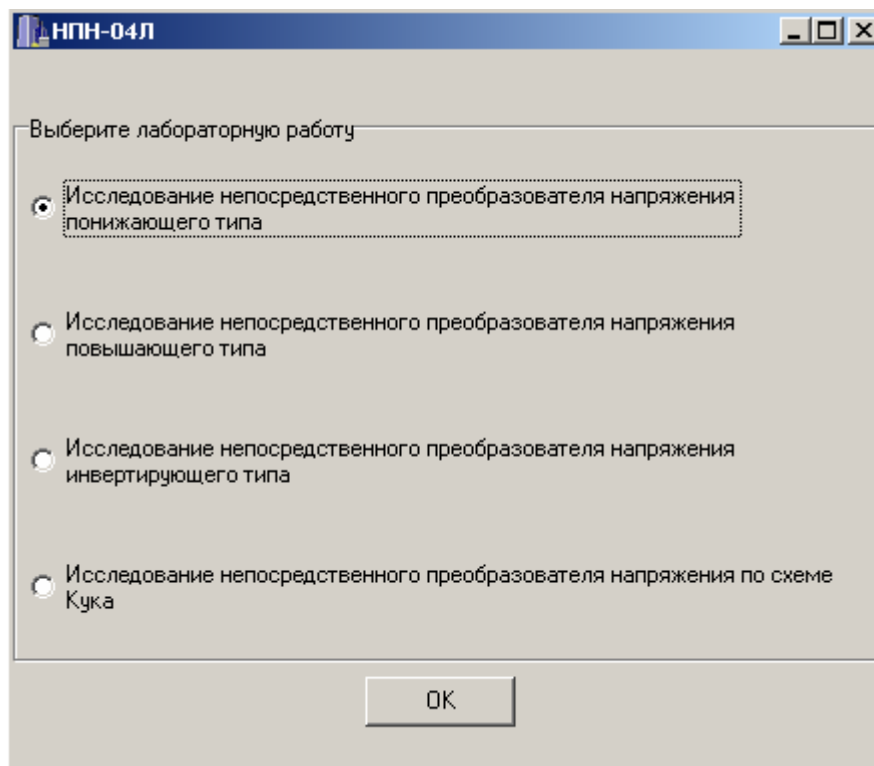 НПН-04Л
Выберите лабораторную работу
Исследование непосредственного преобразователя напряжения
понижающего типа
Исследование непосредственного преобразователя напряжения
повышающего типа
Исследование непосредственного преобразователя напряжения
инвертирующего типа
Исследование непосредственного преобразователя напряжения по схеме
Кука
OK